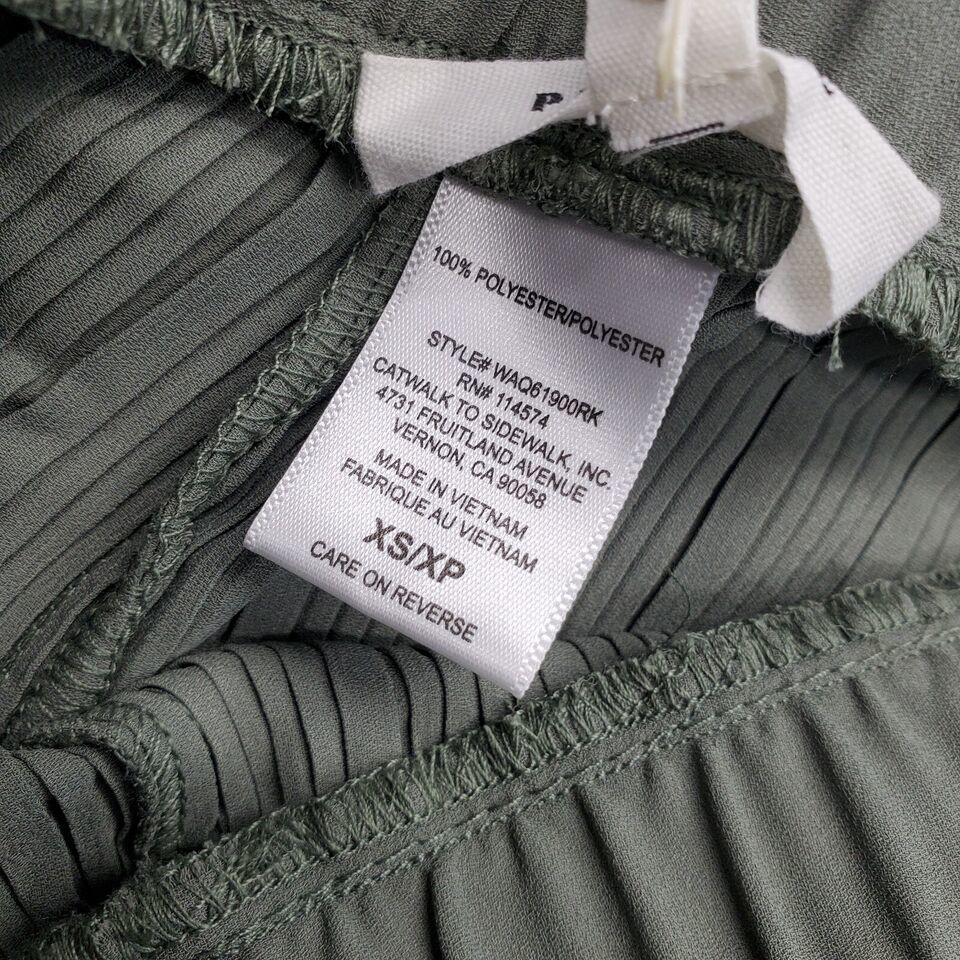 P
100% POLYESTER/POLYESTER
STYLE# WAQ61900RK
RN# 114574
CATWALK TO SIDEWALK, INC.
4731 FRUITLAND AVENUE
VERNON, CA 90058
MADE IN VIETNAM
FABRIQUE AU VIETNAM
XS/XP
CARE ON REVERSE